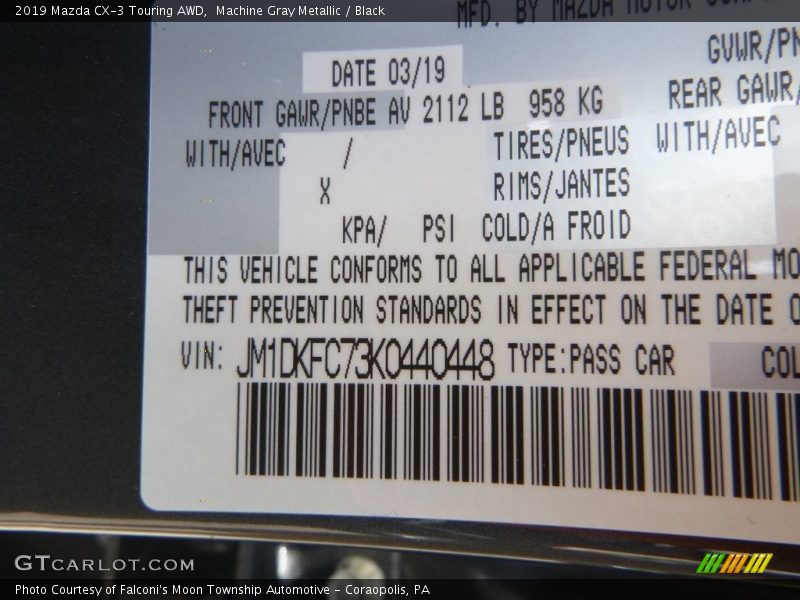 2019 Mazda CX-3 Touring AWD,  Machine Gray Metallic / Black
MFD. BY MAZDA MOTOR
DATE 03/19
GVWR/
FRONT GAWR/PNBE AV 2112 LB  958 KG  REAR GAWR/
WITH/AVEC  /  TIRES/PNEUS  WITH/AVEC
X  RIMS/JANTES
KPA/  PSI  COLD/A FROID
THIS VEHICLE CONFORMS TO ALL APPLICABLE FEDERAL MO
THEFT PREVENTION STANDARDS IN EFFECT ON THE DATE O
VIN: JM1DKFC73K0440448 TYPE:PASS CAR  COL
GTCARLOT.COM
Photo Courtesy of Falconi's Moon Township Automotive - Coraopolis, PA